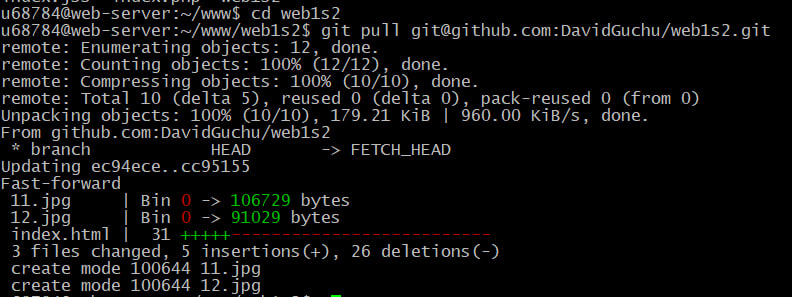 u68784@web-server:~/www$ cd web1s2
u68784@web-server:~/www/web1s2$ git pull git@github.com:DavidGuchu/web1s2.git
remote: Enumerating objects: 12, done.
remote: Counting objects: 100% (12/12), done.
remote: Compressing objects: 100% (10/10), done.
remote: Total 10 (delta 5), reused 0 (delta 0), pack-reused 0 (from 0)
Unpacking objects: 100% (10/10), 179.21 KiB | 960.00 KiB/s, done.
From github.com:DavidGuchu/web1s2
 * branch            HEAD       -> FETCH_HEAD
Updating ec94ece..cc95155
Fast-forward
 11.jpg     | Bin 0 -> 106729 bytes
 12.jpg     | Bin 0 -> 91029 bytes
 index.html |  31 +++++--------------------------
 3 files changed, 5 insertions(+), 26 deletions(-)
 create mode 100644 11.jpg
 create mode 100644 12.jpg